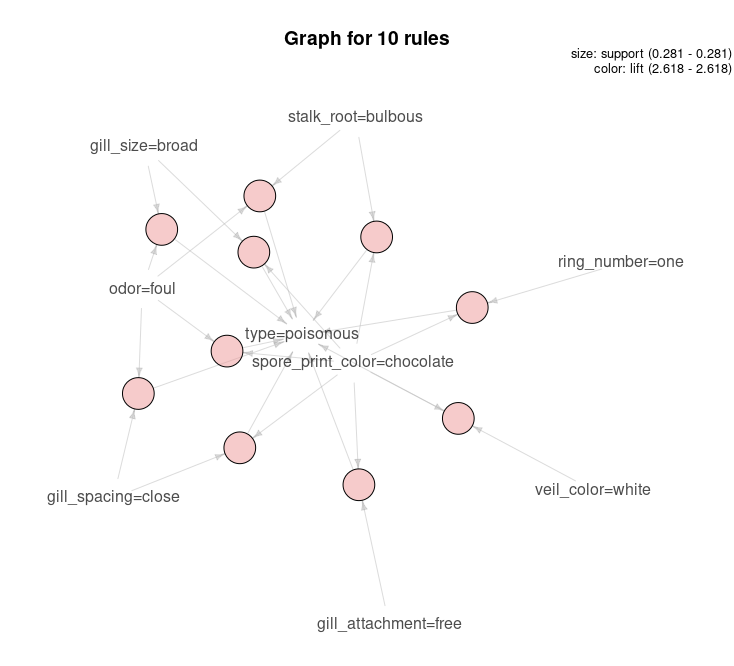 Graph for 10 rules
size: support (0.281 - 0.281)
color: lift (2.618 - 2.618)
stalk_root=bulbous
gill_size=broad
ring_number=one
odor=foul
type=poisonous
spore_print_color=chocolate
veil_color=white
gill_spacing=close
gill_attachment=free